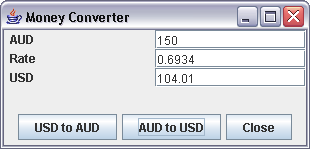 Money Converter
AUD 150
Rate 0.6934
USD 104.01
USD to AUD AUD to USD Close